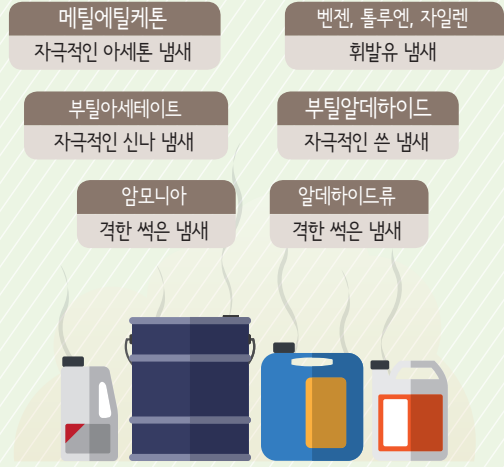 메틸에틸케톤
자극적인 아세톤 냄새
벤젠, 톨루엔, 자일렌
휘발유 냄새
부틸아세테이트
자극적인 신나 냄새
부틸알데하이드
자극적인 쓴 냄새
암모니아
격한 썩은 냄새
알데하이드류
격한 썩은 냄새